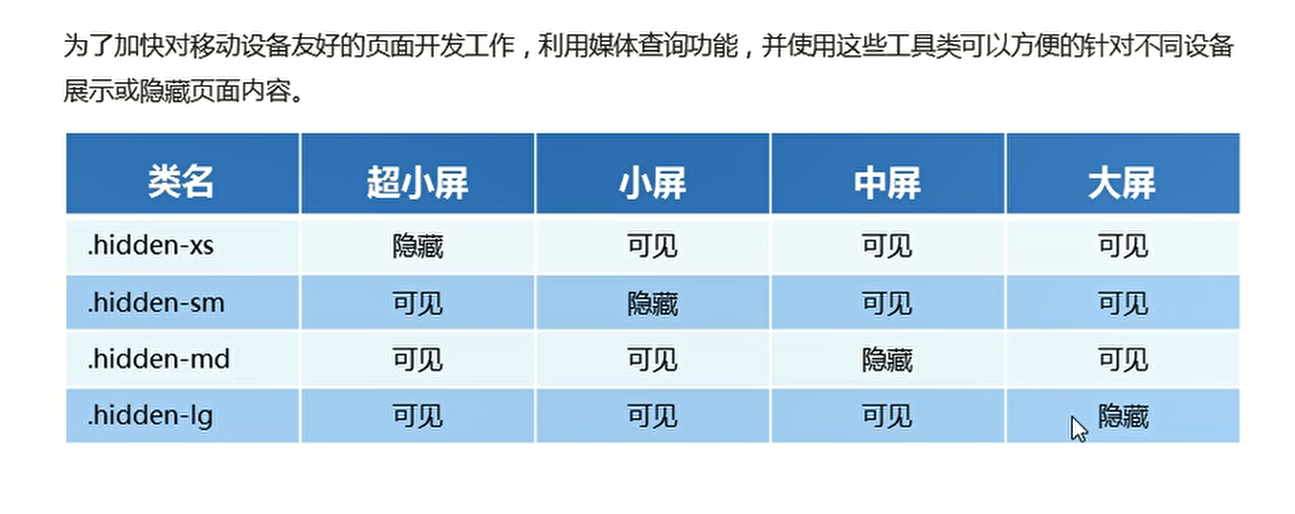 为了加快对移动设备友好的页面开发工作，利用媒体查询功能，并使用这些工具类可以方便的针对不同设备
展示或隐藏页面内容。
类名 超小屏 小屏 中屏 大屏
.hidden-xs 隐藏 可见 可见 可见
.hidden-sm 可见 隐藏 可见 可见
.hidden-md 可见 可见 隐藏 可见
.hidden-lg 可见 可见 可见 隐藏